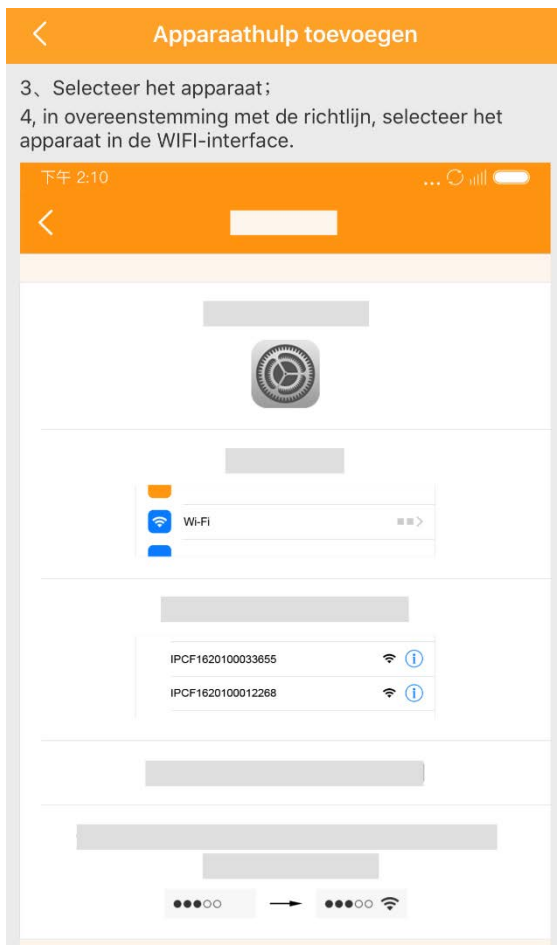 Apparaathulp toevoegen
3、Selecteer het apparaat；
4, in overeenstemming met de richtlijn, selecteer het
apparaat in de WIFI-interface.
下午 2:10
Wi-Fi
IPCF1620100033655
IPCF1620100012268